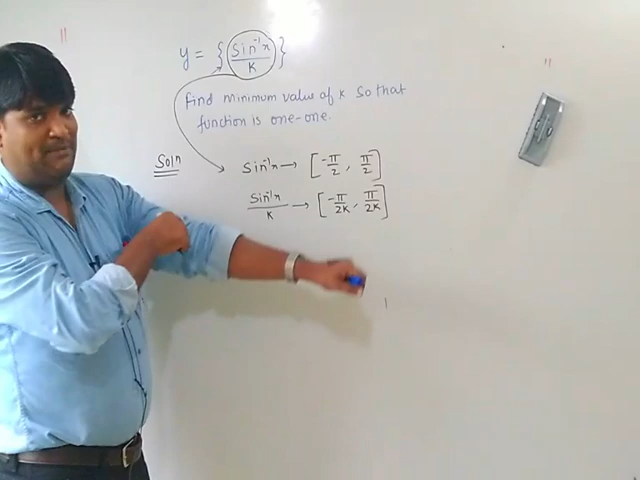 y = { sin⁻¹x / K }
Find minimum value of K so that
function is one-one.
Solⁿ
sin⁻¹x → [-π/2, π/2]
sin⁻¹x / K → [-π/2K, π/2K]